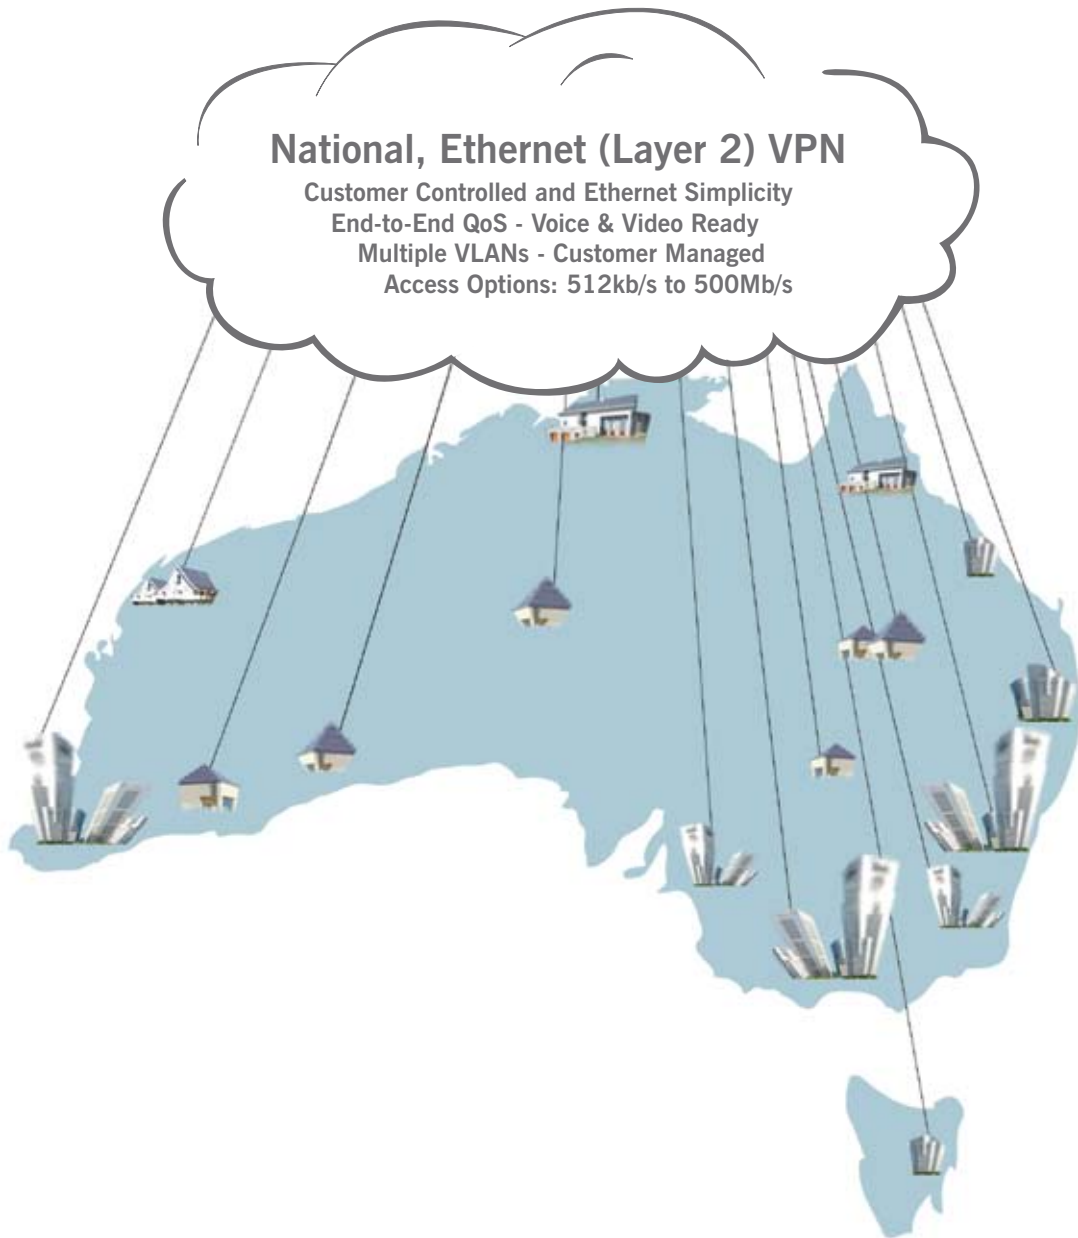 National, Ethernet (Layer 2) VPN
Customer Controlled and Ethernet Simplicity
End-to-End QoS - Voice & Video Ready
Multiple VLANs - Customer Managed
Access Options: 512kb/s to 500Mb/s